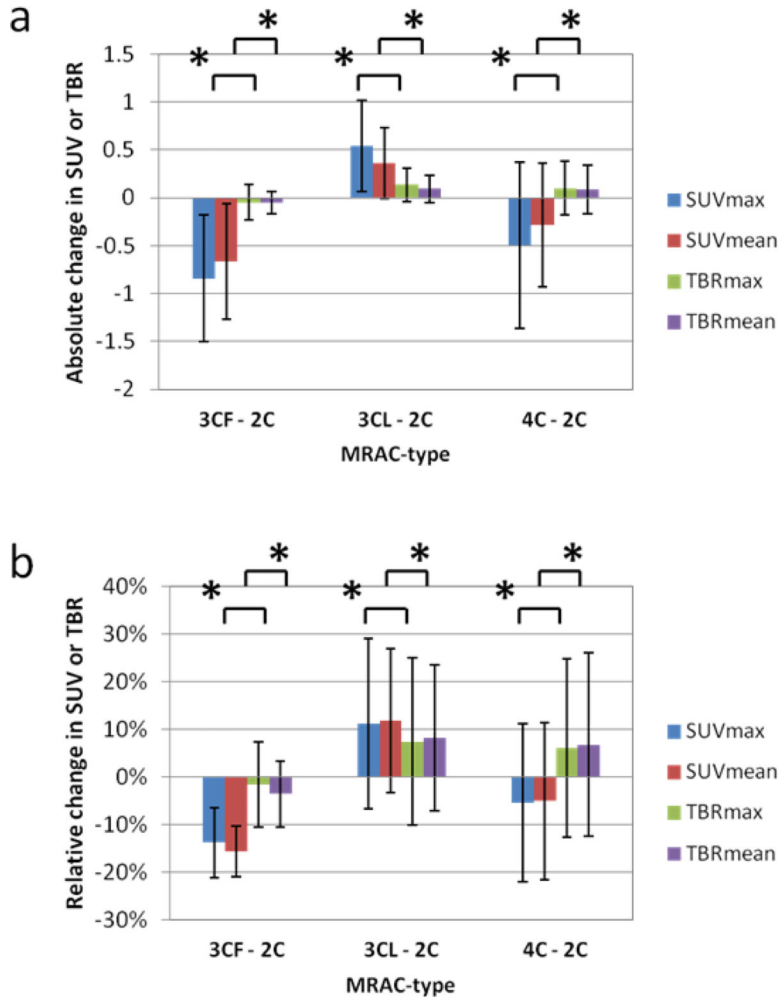 a
* * * * * *
1.5
1
0.5
0
-0.5
-1
-1.5
-2
Absolute change in SUV or TBR
3CF - 2C 3CL - 2C 4C - 2C
MRAC-type
SUVmax
SUVmean
TBRmax
TBRmean
b
* * * * * *
40%
30%
20%
10%
0%
-10%
-20%
-30%
Relative change in SUV or TBR
3CF - 2C 3CL - 2C 4C - 2C
MRAC-type
SUVmax
SUVmean
TBRmax
TBRmean